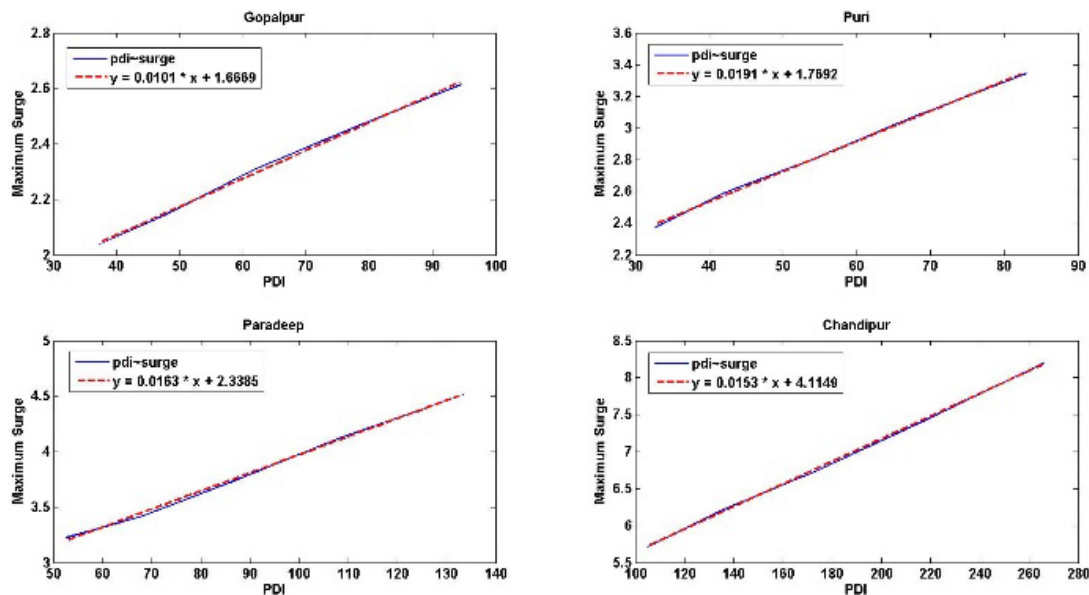 Gopalpur
2.8
2.6
2.4
2.2
2
Maximum Surge
pdi~surge
y = 0.0101 * x + 1.6669
30 40 50 60 70 80 90 100
PDI
Puri
3.6
3.4
3.2
3
2.8
2.6
2.4
2.2
Maximum Surge
pdi~surge
y = 0.0191 * x + 1.7692
30 40 50 60 70 80 90
PDI
Paradeep
5
4.5
4
3.5
3
Maximum Surge
pdi~surge
y = 0.0163 * x + 2.3385
50 60 70 80 90 100 110 120 130 140
PDI
Chandipur
8.5
8
7.5
7
6.5
6
5.5
Maximum Surge
pdi~surge
y = 0.0153 * x + 4.1149
100 120 140 160 180 200 220 240 260 280
PDI